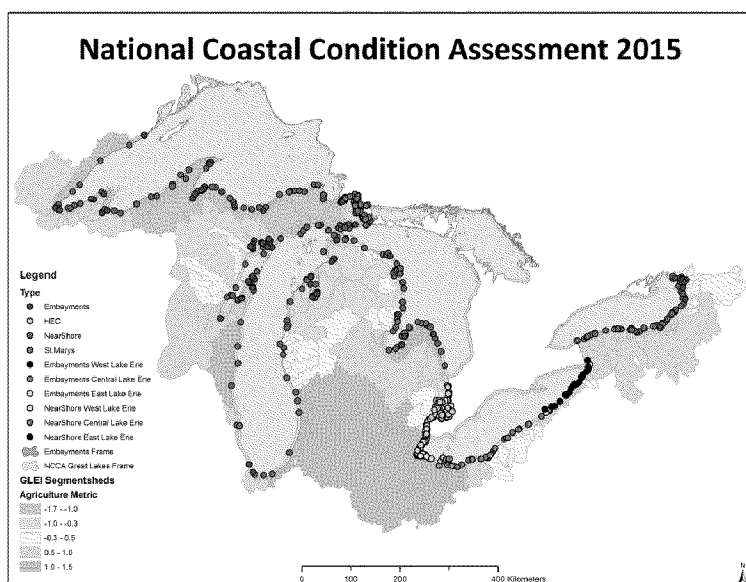 National Coastal Condition Assessment 2015
Legend
Type
Embayments
HEC
NearShore
St.Marys
Embayments West Lake Erie
Embayments Central Lake Erie
Embayments East Lake Erie
NearShore West Lake Erie
NearShore Central Lake Erie
NearShore East Lake Erie
Embayments Frame
NCCA Great Lakes Frame
GLEI Segmentsheds
Agriculture Metric
-1.7 - -1.0
-1.0 - -0.3
-0.3 - 0.5
0.5 - 1.0
1.0 - 1.5
0 100 200 400 Kilometers
N